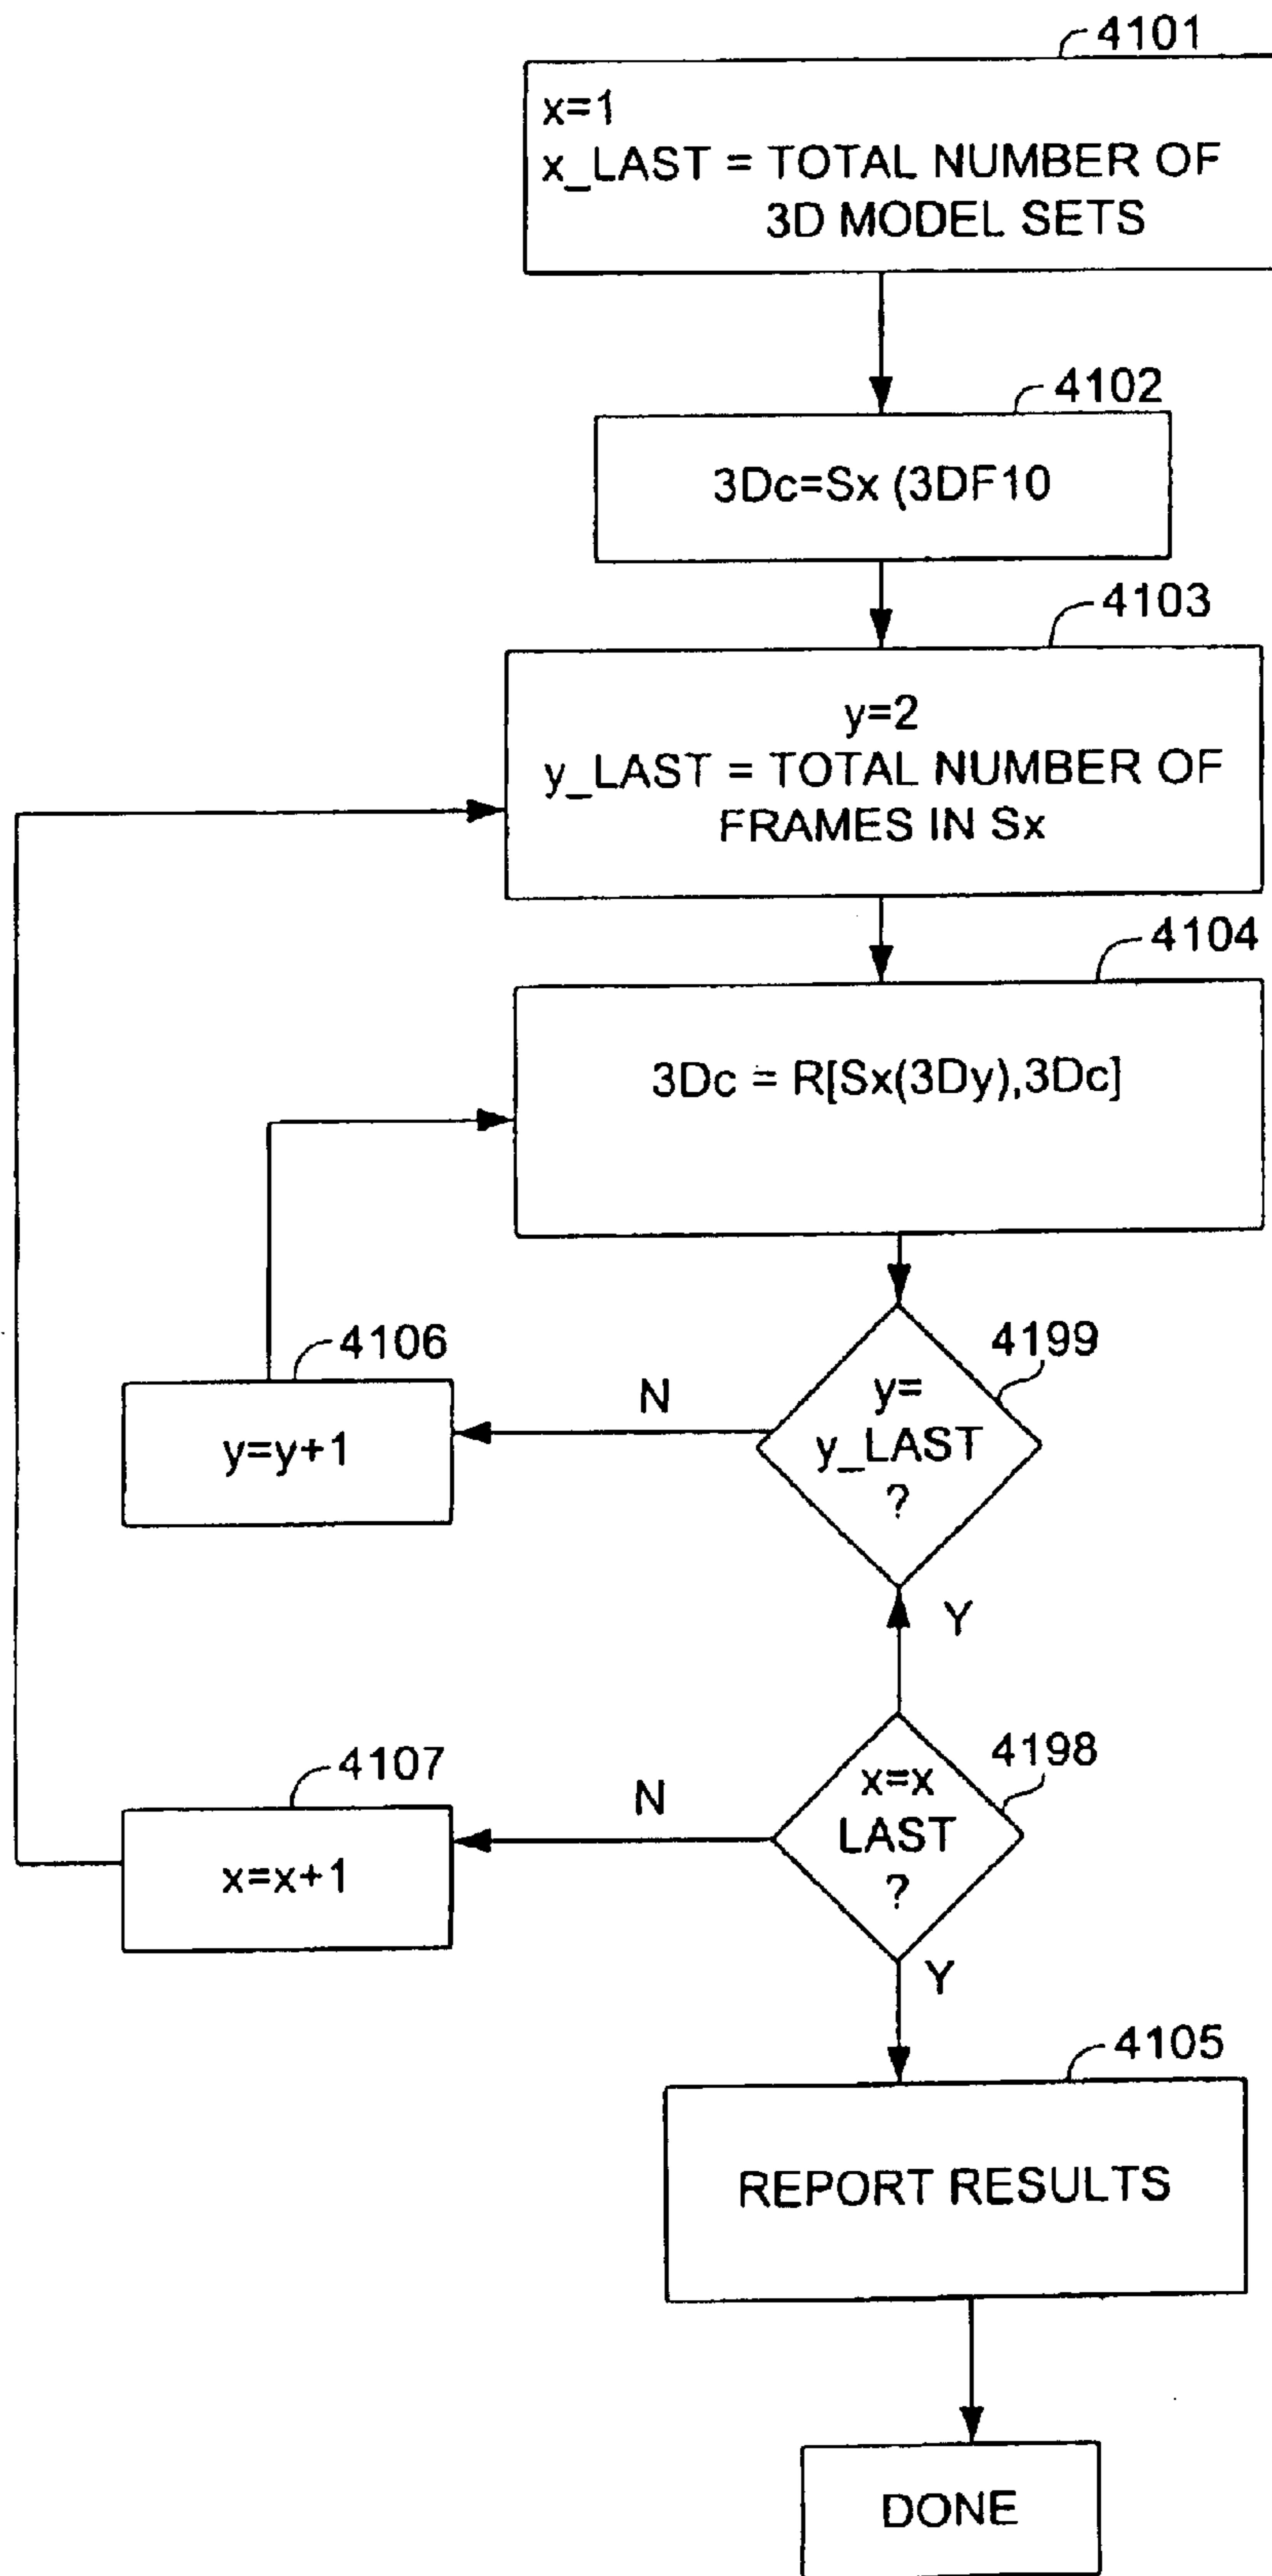 4101
x=1
x_LAST = TOTAL NUMBER OF
3D MODEL SETS
4102
3Dc=Sx (3DF10
4103
y=2
y_LAST = TOTAL NUMBER OF
FRAMES IN Sx
4104
3Dc = R[Sx(3Dy),3Dc]
4106
y=y+1
N
4199
y=
y_LAST
?
Y
4107
x=x+1
N
4198
x=x
LAST
?
Y
4105
REPORT RESULTS
DONE